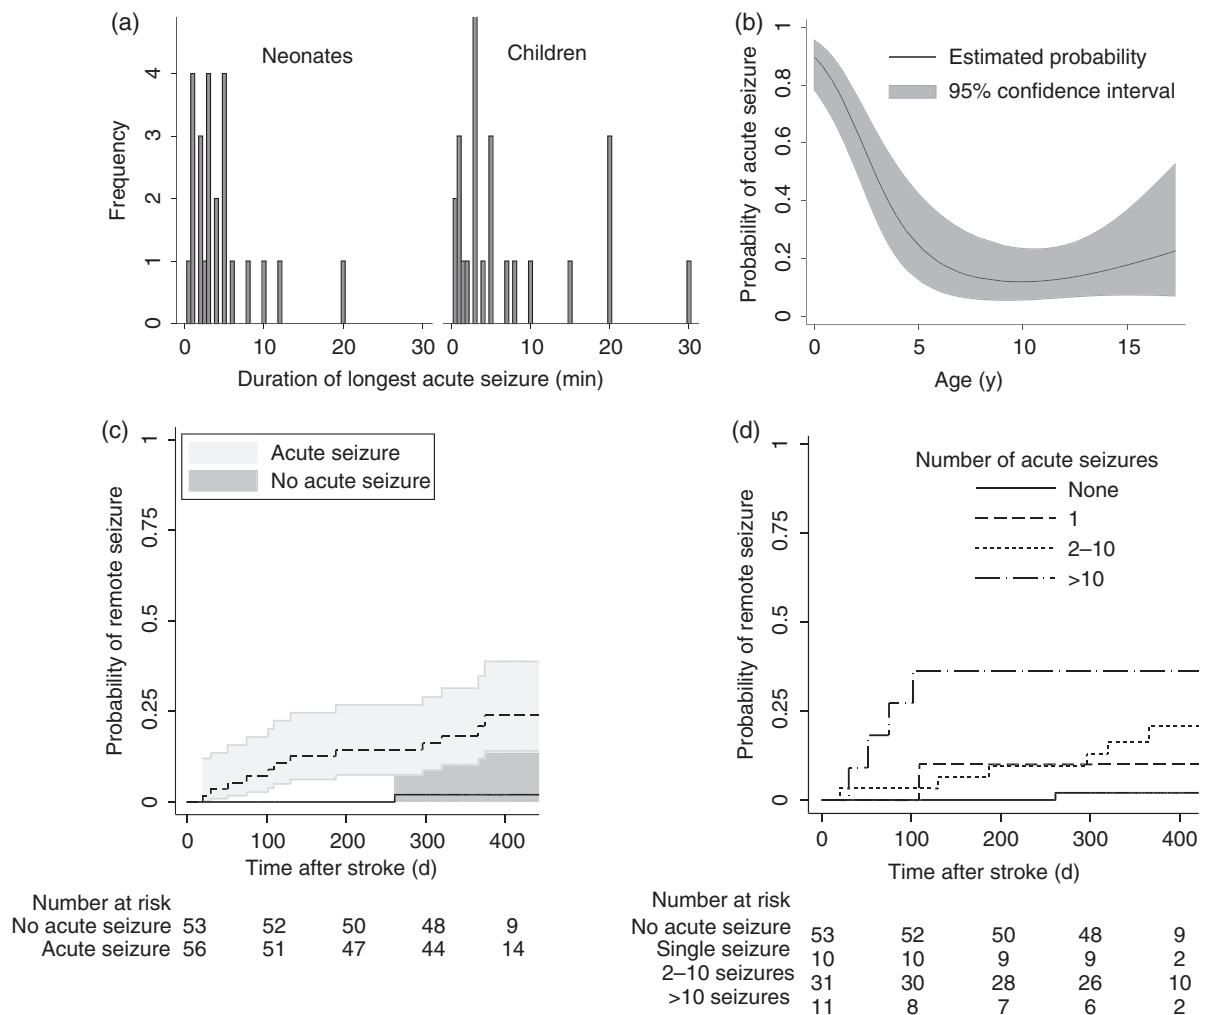 (a)
Neonates
Children
Frequency
0 1 2 3 4
0 10 20 30 0 10 20 30
Duration of longest acute seizure (min)
(b)
Estimated probability
95% confidence interval
Probability of acute seizure
0 0.2 0.4 0.6 0.8 1
0 5 10 15
Age (y)
(c)
Acute seizure
No acute seizure
Probability of remote seizure
0 0.25 0.5 0.75 1
0 100 200 300 400
Time after stroke (d)
Number at risk
No acute seizure 53 52 50 48 9
Acute seizure 56 51 47 44 14
(d)
Number of acute seizures
None
1
2–10
>10
Probability of remote seizure
0 0.25 0.5 0.75 1
0 100 200 300 400
Time after stroke (d)
Number at risk
No acute seizure 53 52 50 48 9
Single seizure 10 10 9 9 2
2–10 seizures 31 30 28 26 10
>10 seizures 11 8 7 6 2